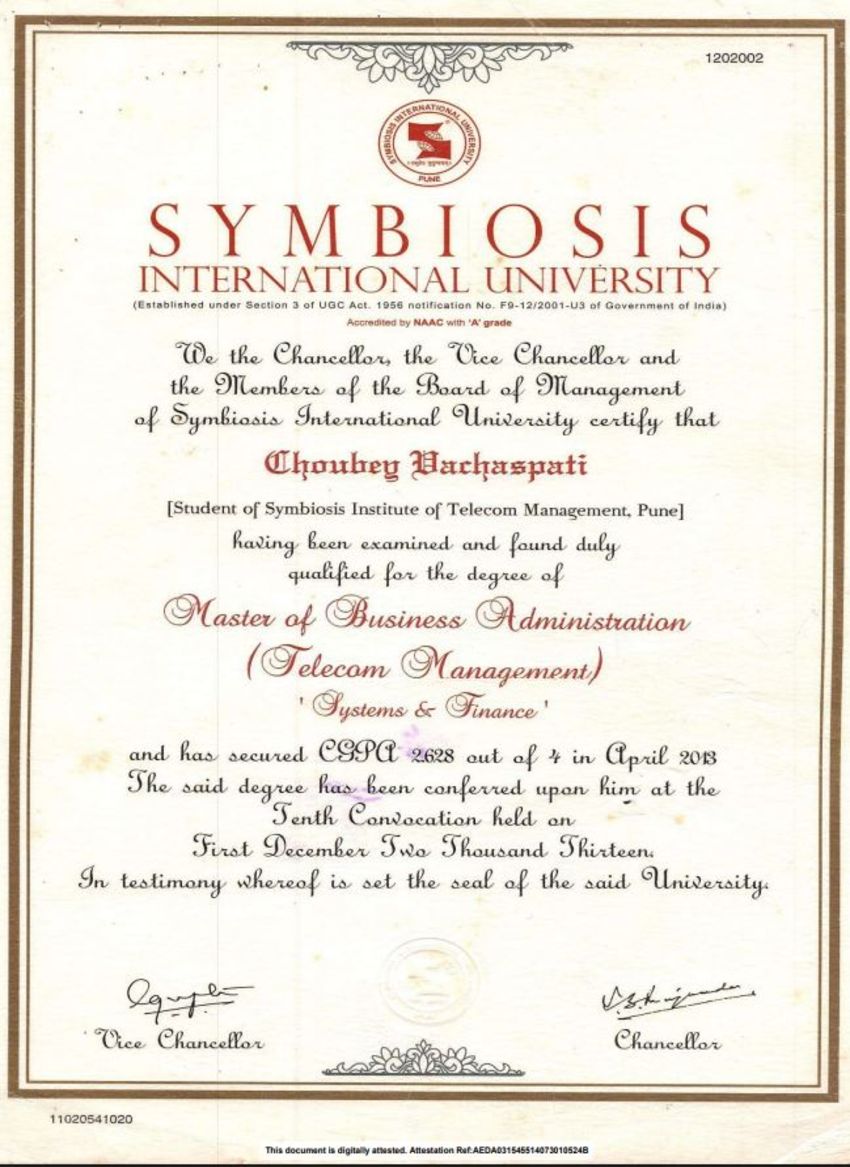 1202002
SYMBIOSIS INTERNATIONAL UNIVERSITY
PUNE
SYMBIOSIS
INTERNATIONAL UNIVERSITY
(Established under Section 3 of UGC Act. 1956 notification No. F9-12/2001-U3 of Government of India)
Accredited by NAAC with 'A' grade
We the Chancellor, the Vice Chancellor and
the Members of the Board of Management
of Symbiosis International University certify that
Choubey Vachaspati
[Student of Symbiosis Institute of Telecom Management, Pune]
having been examined and found duly
qualified for the degree of
Master of Business Administration
(Telecom Management)
' Systems & Finance '
and has secured CGPA 2.628 out of 4 in April 2013
The said degree has been conferred upon him at the
Tenth Convocation held on
First December Two Thousand Thirteen.
In testimony whereof is set the seal of the said University.
Vice Chancellor
Chancellor
11020541020
This document is digitally attested. Attestation Ref:AEDA031545514073010524B